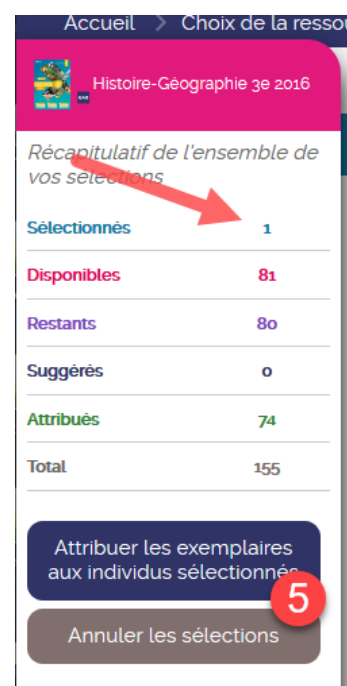 Accueil > Choix de la resso
Histoire-Géographie 3e 2016
Récapitulatif de l'ensemble de
vos sélections
Sélectionnés 1
Disponibles 81
Restants 80
Suggérés 0
Attribués 74
Total 155
Attribuer les exemplaires
aux individus sélectionnés
5
Annuler les sélections